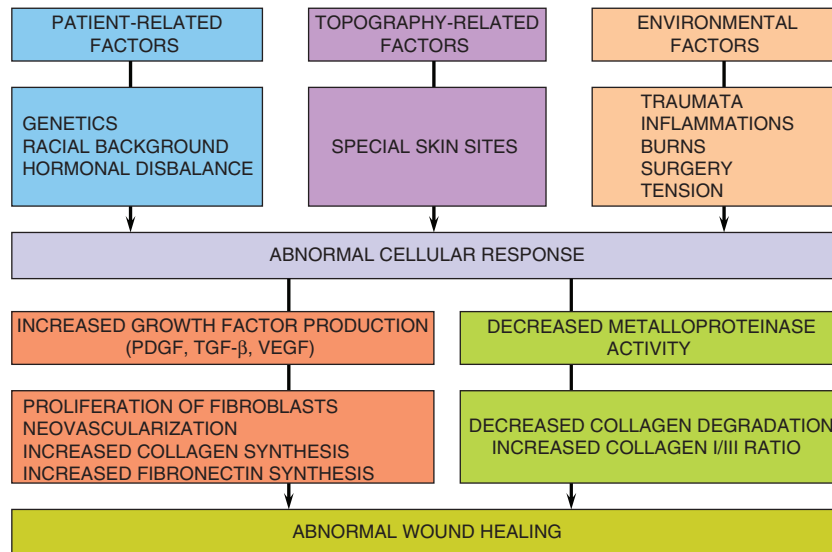 PATIENT-RELATED
FACTORS
TOPOGRAPHY-RELATED
FACTORS
ENVIRONMENTAL
FACTORS
GENETICS
RACIAL BACKGROUND
HORMONAL DISBALANCE
SPECIAL SKIN SITES
TRAUMATA
INFLAMMATIONS
BURNS
SURGERY
TENSION
ABNORMAL CELLULAR RESPONSE
INCREASED GROWTH FACTOR PRODUCTION
(PDGF, TGF-β, VEGF)
DECREASED METALLOPROTEINASE
ACTIVITY
PROLIFERATION OF FIBROBLASTS
NEOVASCULARIZATION
INCREASED COLLAGEN SYNTHESIS
INCREASED FIBRONECTIN SYNTHESIS
DECREASED COLLAGEN DEGRADATION
INCREASED COLLAGEN I/III RATIO
ABNORMAL WOUND HEALING